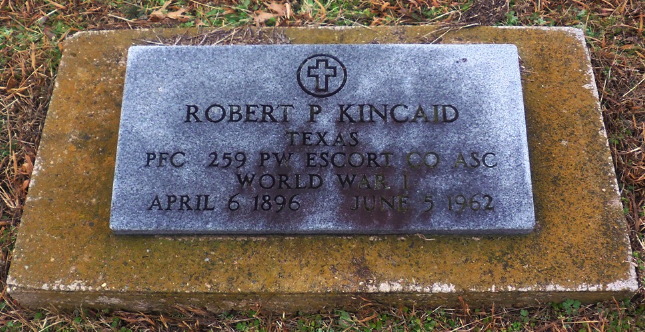 ROBERT P KINCAID
TEXAS
PFC 259 PW ESCORT CO ASC
WORLD WAR I
APRIL 6 1896 JUNE 5 1962